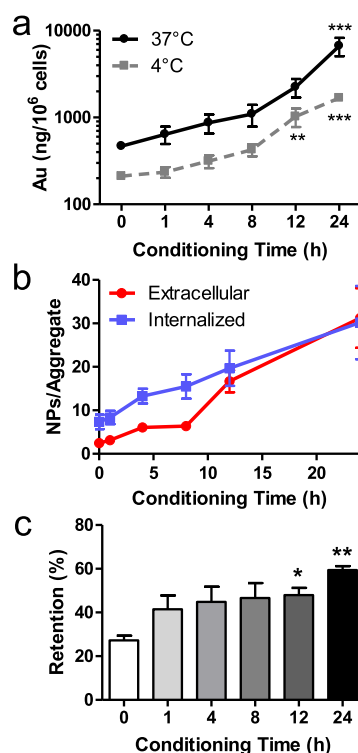 a
***
37°C
4°C
10000
1000
100
Au (ng/10⁶ cells)
**
***
0 1 4 8 12 24
Conditioning Time (h)
b
40
30
20
10
0
NPs/Aggregate
Extracellular
Internalized
0 5 10 15 20
Conditioning Time (h)
c
80
60
40
20
0
Retention (%)
*
**
0 1 4 8 12 24
Conditioning Time (h)